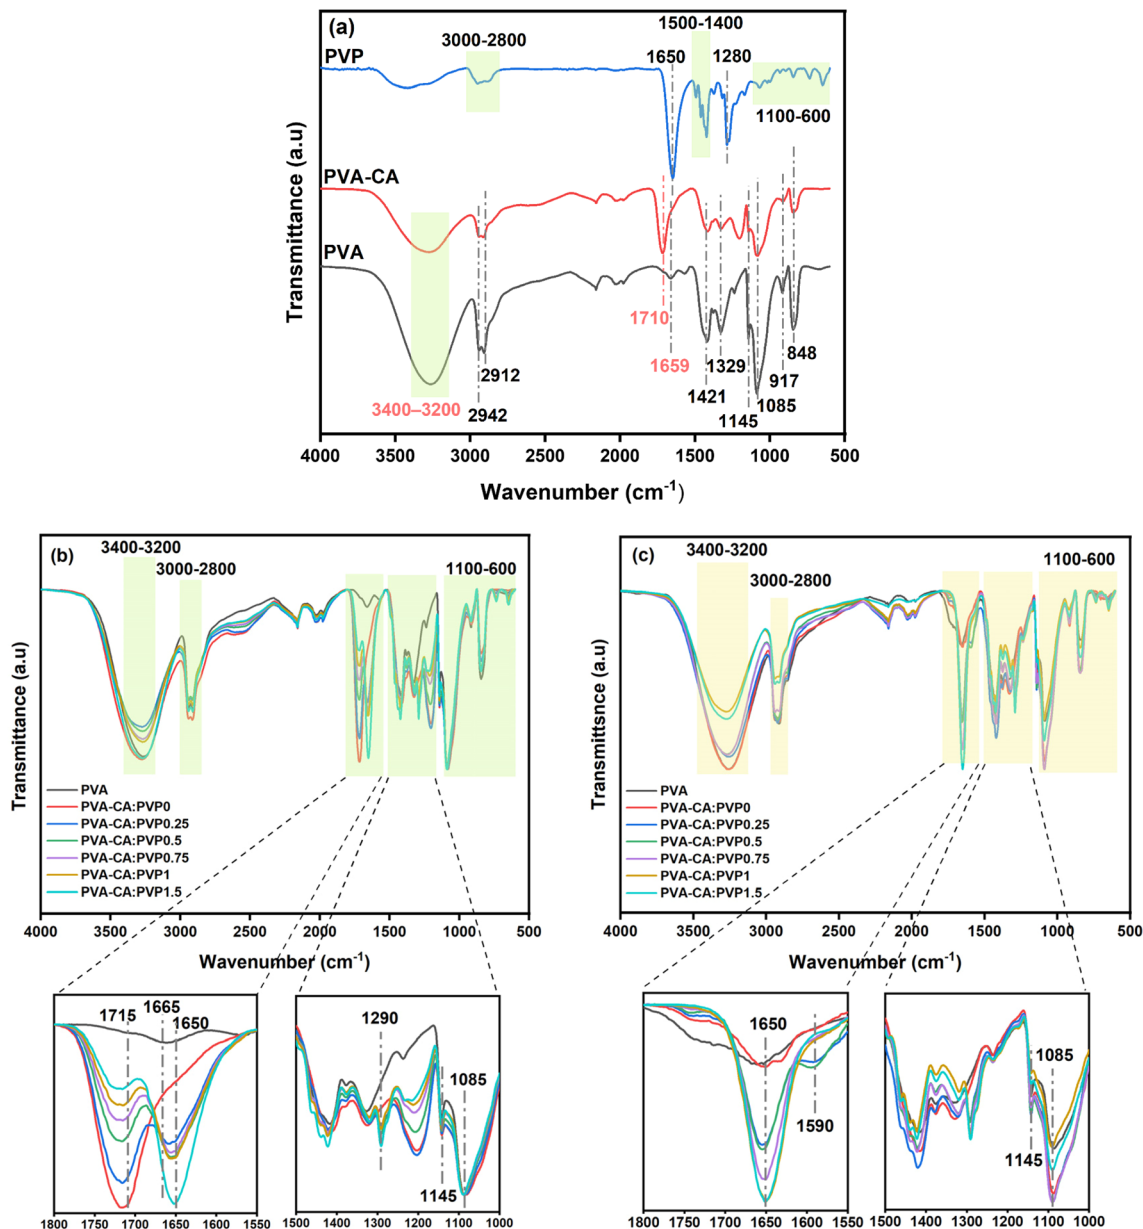 (a)
1500-1400
3000-2800
PVP
1650
1280
1100-600
PVA-CA
PVA
1710
1659
2912
2942
3400–3200
1329
1421
1145
1085
917
848
Transmittance (a.u)
4000 3500 3000 2500 2000 1500 1000 500
Wavenumber (cm-1)
(b)
3400-3200
3000-2800
1100-600
Transmittance (a.u)
PVA
PVA-CA:PVP0
PVA-CA:PVP0.25
PVA-CA:PVP0.5
PVA-CA:PVP0.75
PVA-CA:PVP1
PVA-CA:PVP1.5
4000 3500 3000 2500 2000 1500 1000 500
Wavenumber (cm-1)
1715
1665
1650
1800 1750 1700 1650 1600 1550
1290
1085
1145
1500 1400 1300 1200 1100 1000
(c)
3400-3200
3000-2800
1100-600
Transmittsnce (a.u)
PVA
PVA-CA:PVP0
PVA-CA:PVP0.25
PVA-CA:PVP0.5
PVA-CA:PVP0.75
PVA-CA:PVP1
PVA-CA:PVP1.5
4000 3500 3000 2500 2000 1500 1000 500
Wavenumber (cm-1)
1650
1590
1800 1750 1700 1650 1600 1550
1085
1145
1500 1400 1300 1200 1100 1000